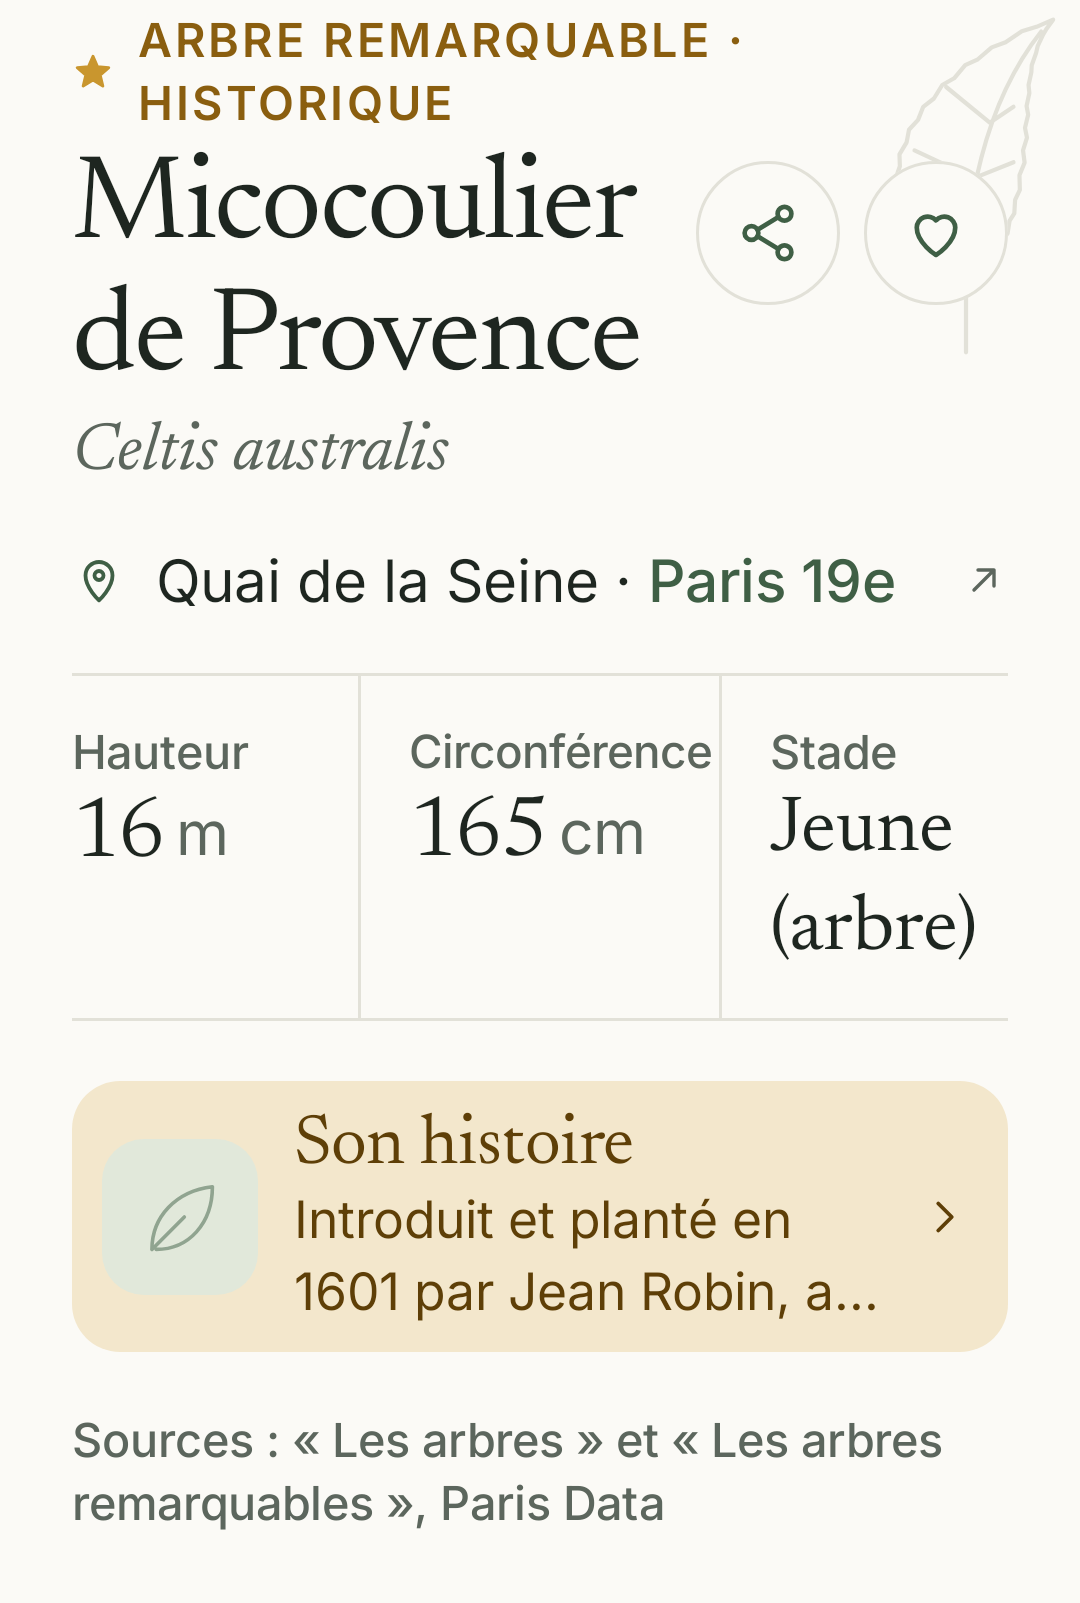 ARBRE REMARQUABLE ·
HISTORIQUE
Micocoulier
de Provence
Celtis australis
Quai de la Seine · Paris 19e
Hauteur
16 m
Circonférence
165 cm
Stade
Jeune
(arbre)
Son histoire
Introduit et planté en
1601 par Jean Robin, a...
Sources : « Les arbres » et « Les arbres
remarquables », Paris Data